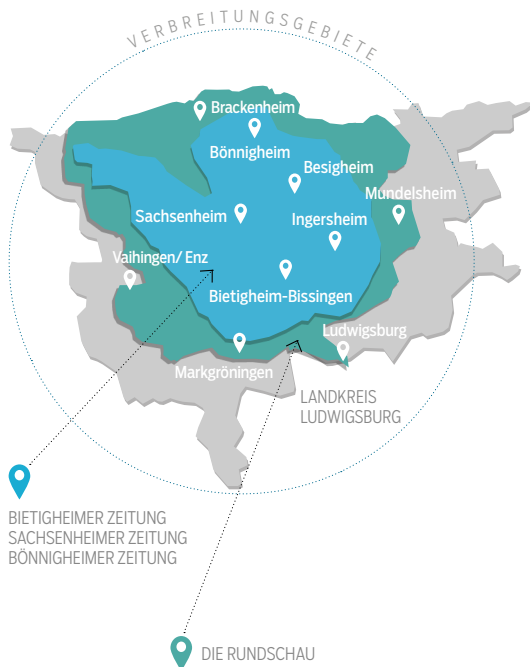 VERBREITUNGSGEBIETE
Brackenheim
Bönnigheim
Besigheim
Mundelsheim
Sachsenheim
Ingersheim
Vaihingen/ Enz
Bietigheim-Bissingen
Ludwigsburg
Markgröningen
LANDKREIS
LUDWIGSBURG
BIETIGHEIMER ZEITUNG
SACHSENHEIMER ZEITUNG
BÖNNIGHEIMER ZEITUNG
DIE RUNDSCHAU